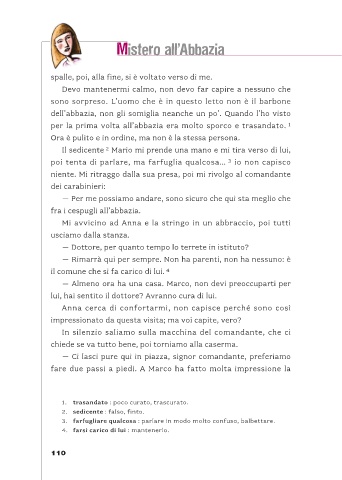 Mistero all'Abbazia
spalle, poi, alla fine, si è voltato verso di me.
Devo mantenermi calmo, non devo far capire a nessuno che
sono sorpreso. L'uomo che è in questo letto non è il barbone
dell'abbazia, non gli somiglia neanche un po'. Quando l'ho visto
per la prima volta all'abbazia era molto sporco e trasandato. 1
Ora è pulito e in ordine, ma non è la stessa persona.
Il sedicente 2 Mario mi prende una mano e mi tira verso di lui,
poi tenta di parlare, ma farfuglia qualcosa... 3 io non capisco
niente. Mi ritraggo dalla sua presa, poi mi rivolgo al comandante
dei carabinieri:
— Per me possiamo andare, sono sicuro che qui sta meglio che
fra i cespugli all'abbazia.
Mi avvicino ad Anna e la stringo in un abbraccio, poi tutti
usciamo dalla stanza.
— Dottore, per quanto tempo lo terrete in istituto?
— Rimarrà qui per sempre. Non ha parenti, non ha nessuno: è
il comune che si fa carico di lui. 4
— Almeno ora ha una casa. Marco, non devi preoccuparti per
lui, hai sentito il dottore? Avranno cura di lui.
Anna cerca di confortarmi, non capisce perché sono così
impressionato da questa visita; ma voi capite, vero?
In silenzio saliamo sulla macchina del comandante, che ci
chiede se va tutto bene, poi torniamo alla caserma.
— Ci lasci pure qui in piazza, signor comandante, preferiamo
fare due passi a piedi. A Marco ha fatto molta impressione la
1. trasandato : poco curato, trascurato.
2. sedicente : falso, finto.
3. farfugliare qualcosa : parlare in modo molto confuso, balbettare.
4. farsi carico di lui : mantenerlo.
110